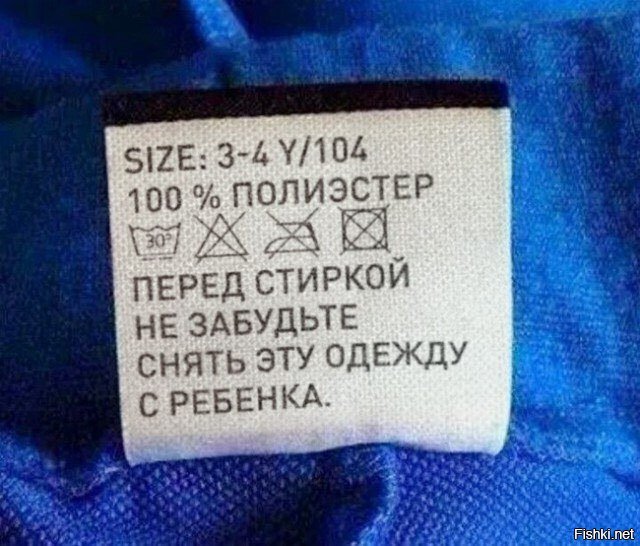 SIZE: 3-4 Y/104
100 % ПОЛИЭСТЕР
30°
ПЕРЕД СТИРКОЙ
НЕ ЗАБУДЬТЕ
СНЯТЬ ЭТУ ОДЕЖДУ
С РЕБЕНКА.
Fishki.net